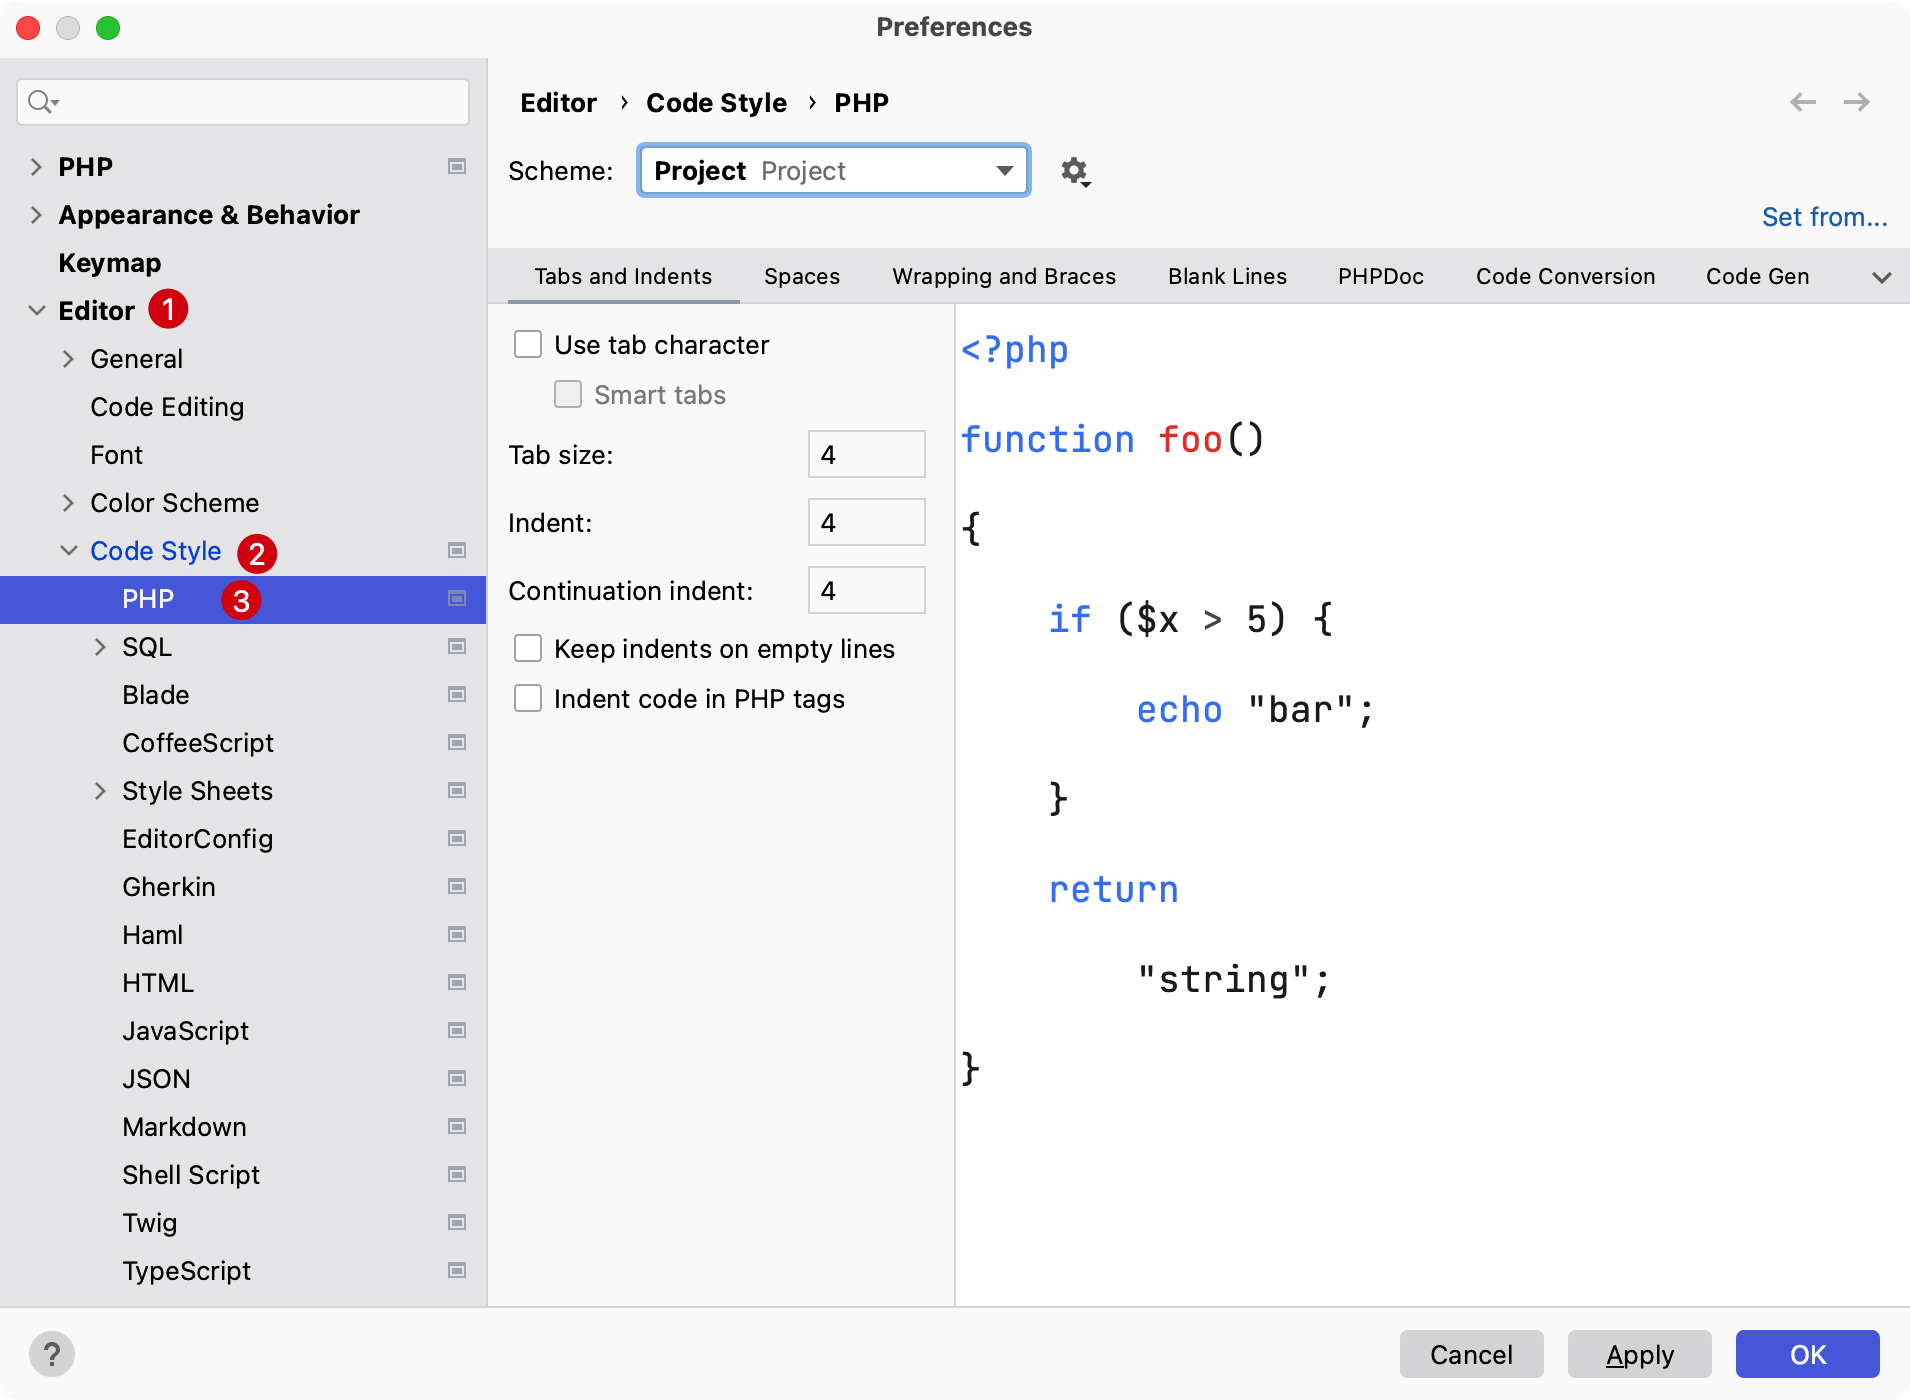 Preferences
PHP
Appearance & Behavior
Keymap
Editor 1
General
Code Editing
Font
Color Scheme
Code Style 2
PHP 3
SQL
Blade
CoffeeScript
Style Sheets
EditorConfig
Gherkin
Haml
HTML
JavaScript
JSON
Markdown
Shell Script
Twig
TypeScript
Editor › Code Style › PHP
Scheme: Project Project
Set from...
Tabs and Indents Spaces Wrapping and Braces Blank Lines PHPDoc Code Conversion Code Gen
Use tab character
Smart tabs
Tab size: 4
Indent: 4
Continuation indent: 4
Keep indents on empty lines
Indent code in PHP tags
<?php
function foo()
{
if ($x > 5) {
echo "bar";
}
return
"string";
}
? Cancel Apply OK